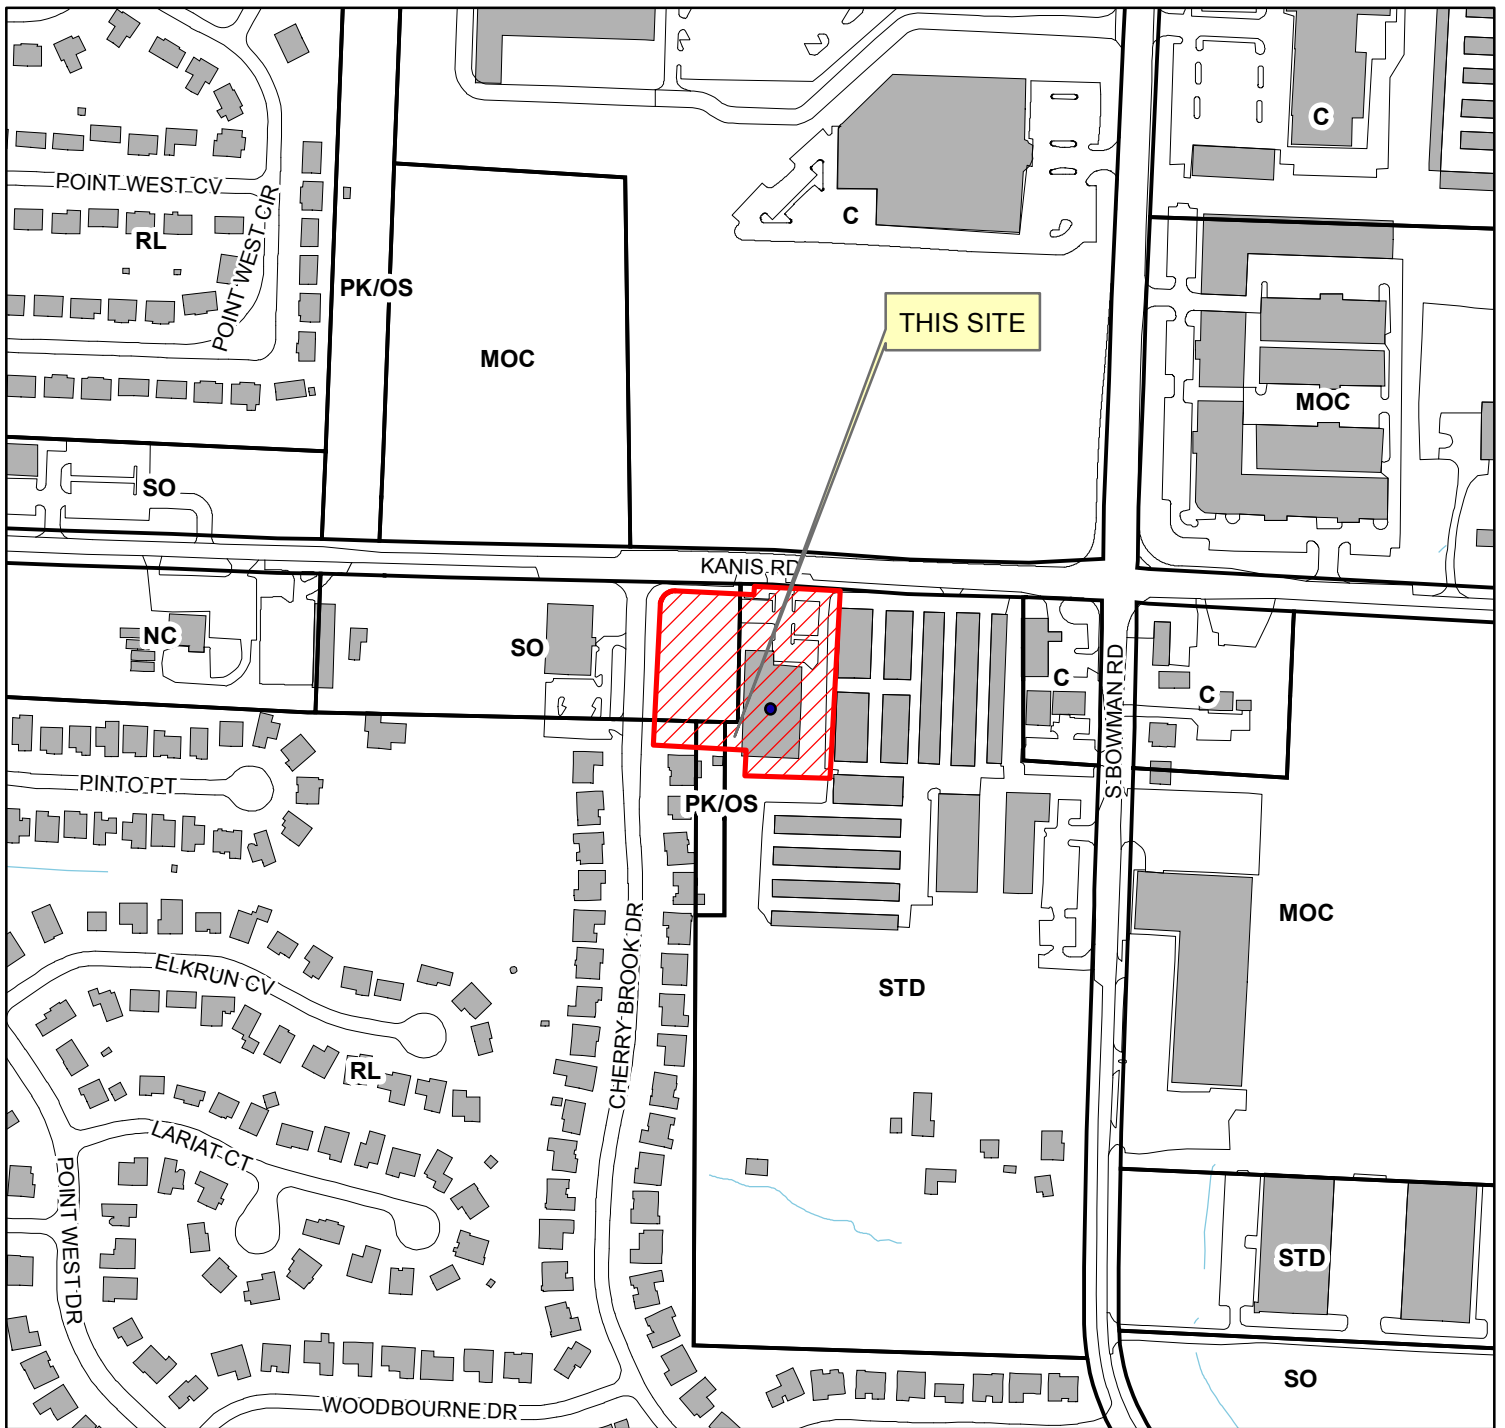 C
POINT WEST CV
POINT WEST CIR
C
RL
PK/OS
THIS SITE
MOC
MOC
SO
KANIS RD
NC
SO
C
S BOWMAN RD
C
PINTO PT
PK/OS
MOC
ELKRUN CV
CHERRY BROOK DR
STD
RL
LARIAT CT
POINT WEST DR
STD
SO
WOODBOURNE DR